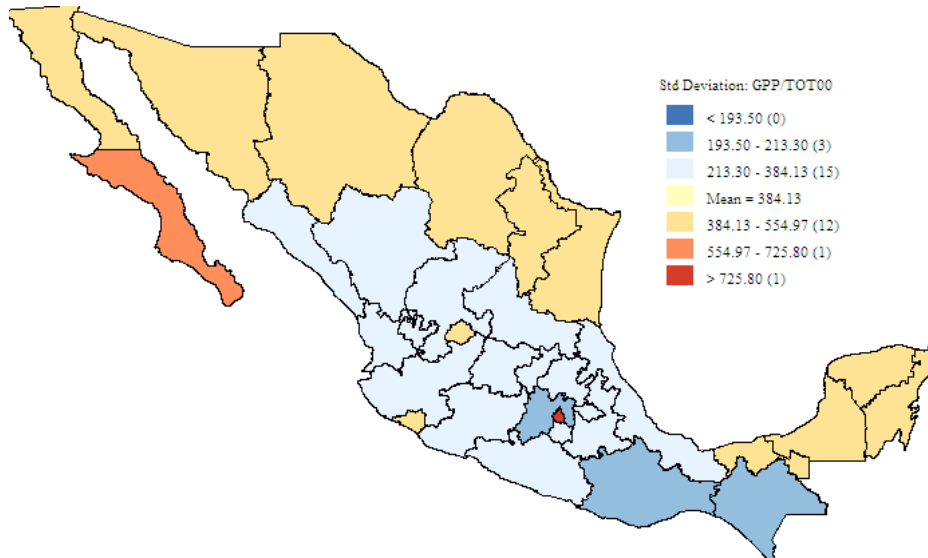 Std Deviation: GPP/TOT00
< 193.50 (0)
193.50 - 213.30 (3)
213.30 - 384.13 (15)
Mean = 384.13
384.13 - 554.97 (12)
554.97 - 725.80 (1)
> 725.80 (1)